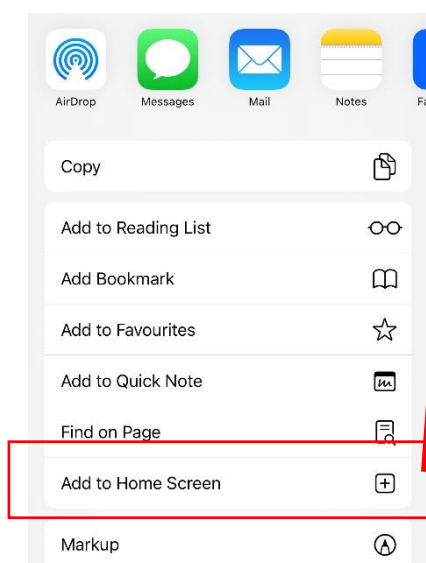 AirDrop Messages Mail Notes
Copy
Add to Reading List
Add Bookmark
Add to Favourites
Add to Quick Note
Find on Page
Add to Home Screen
Markup